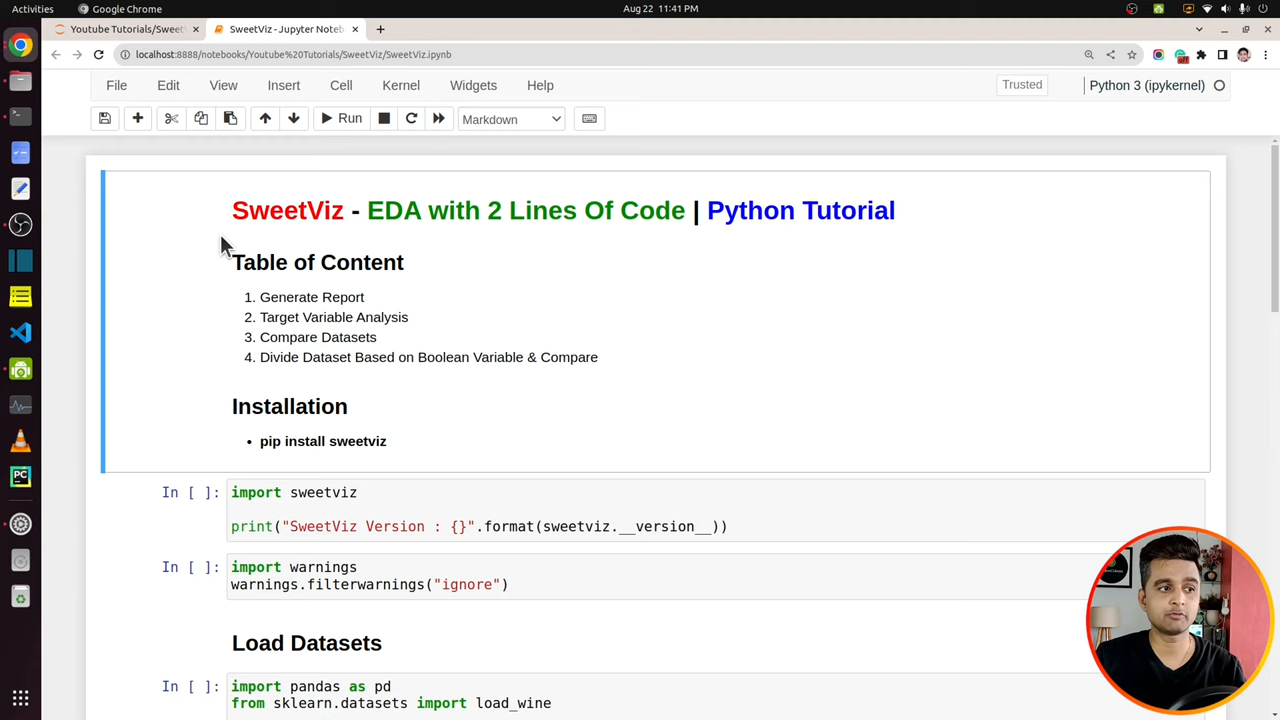 Activities
Google Chrome
Aug 22 11:41 PM
Youtube Tutorials/Sweet
SweetViz - Jupyter Noteb
localhost:8888/notebooks/Youtube%20Tutorials/SweetViz/SweetViz.ipynb
File Edit View Insert Cell Kernel Widgets Help
Trusted
Python 3 (ipykernel)
Run
Markdown
SweetViz - EDA with 2 Lines Of Code | Python Tutorial
Table of Content
1. Generate Report
2. Target Variable Analysis
3. Compare Datasets
4. Divide Dataset Based on Boolean Variable & Compare
Installation
• pip install sweetviz
In [ ]: import sweetviz
print("SweetViz Version : {}".format(sweetviz.__version__))
In [ ]: import warnings
warnings.filterwarnings("ignore")
Load Datasets
In [ ]: import pandas as pd
from sklearn.datasets import load_wine
PC
off